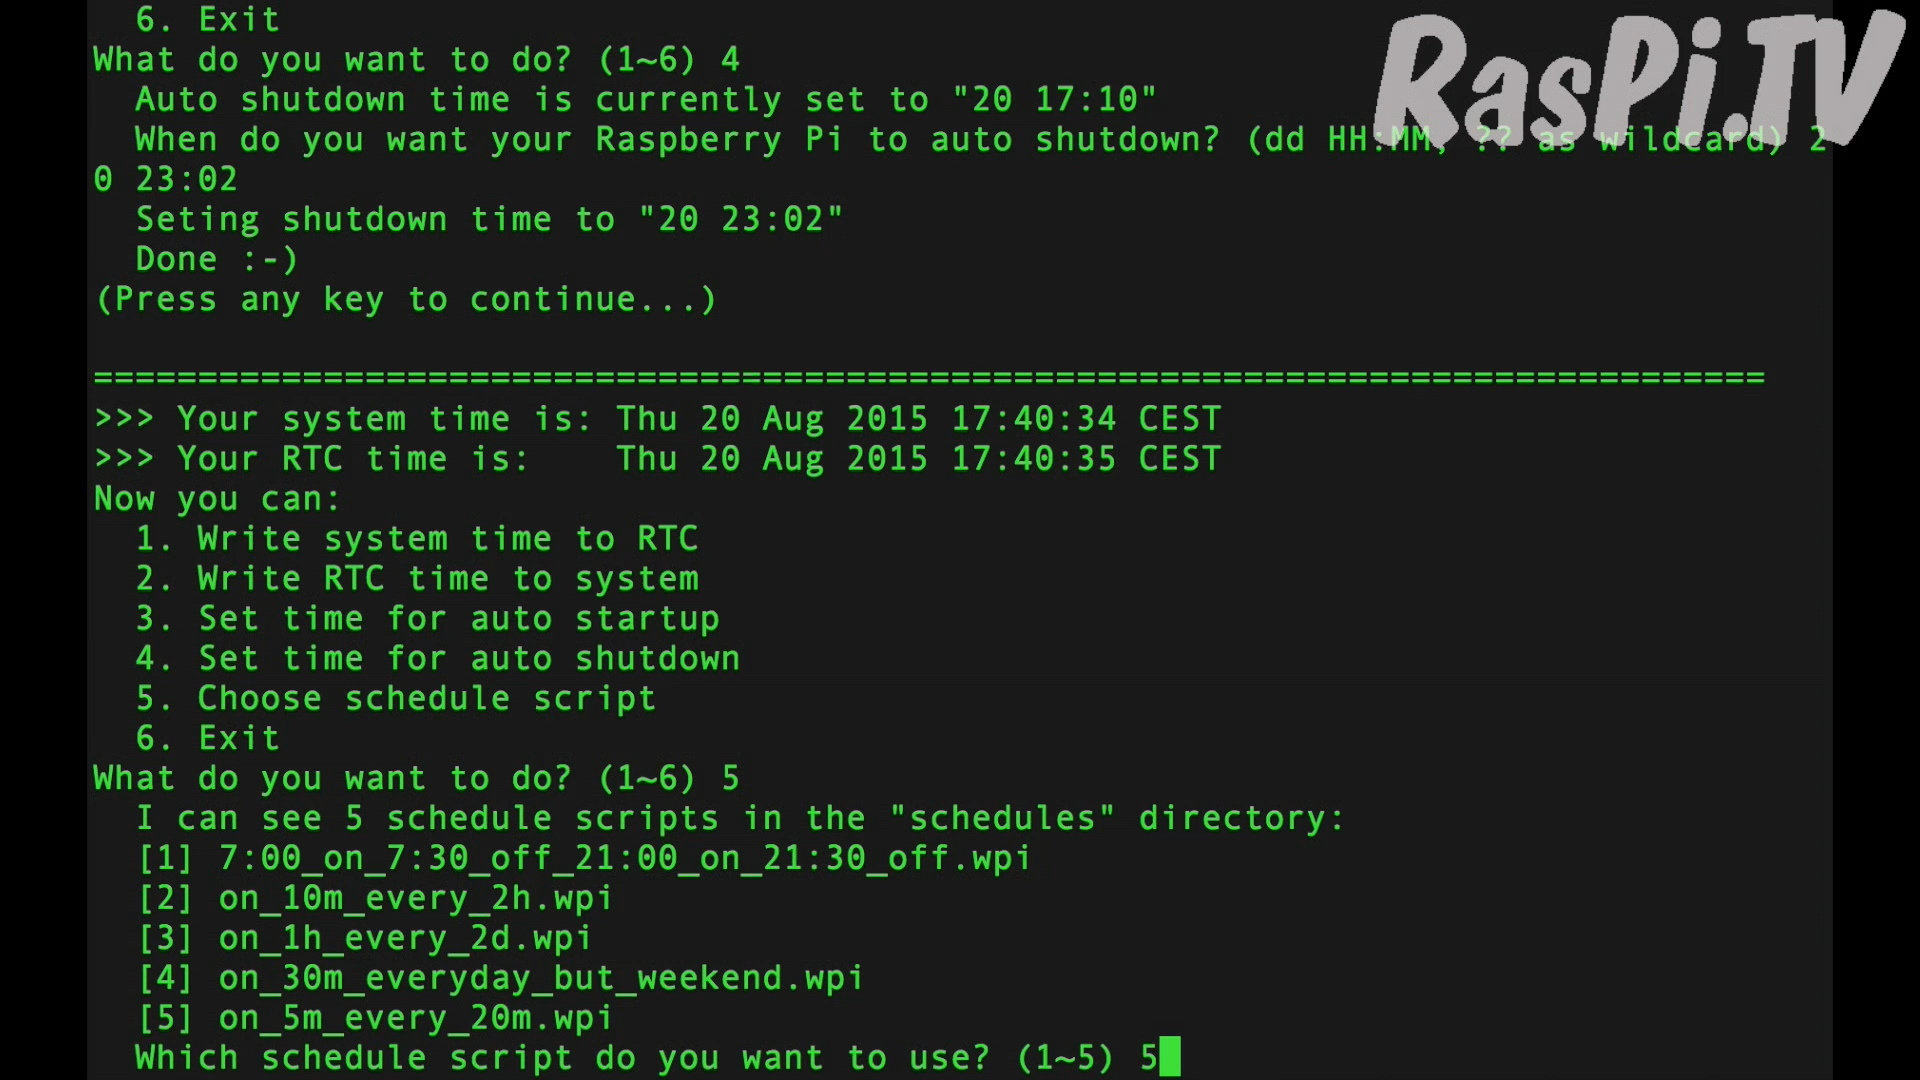 6. Exit
RasPi.TV
What do you want to do? (1~6) 4
Auto shutdown time is currently set to "20 17:10"
When do you want your Raspberry Pi to auto shutdown? (dd HH:MM, ?? as wildcard) 2
0 23:02
Seting shutdown time to "20 23:02"
Done :-)
(Press any key to continue...)
================================================================================
>>> Your system time is: Thu 20 Aug 2015 17:40:34 CEST
>>> Your RTC time is:    Thu 20 Aug 2015 17:40:35 CEST
Now you can:
1. Write system time to RTC
2. Write RTC time to system
3. Set time for auto startup
4. Set time for auto shutdown
5. Choose schedule script
6. Exit
What do you want to do? (1~6) 5
I can see 5 schedule scripts in the "schedules" directory:
[1] 7:00_on_7:30_off_21:00_on_21:30_off.wpi
[2] on_10m_every_2h.wpi
[3] on_1h_every_2d.wpi
[4] on_30m_everyday_but_weekend.wpi
[5] on_5m_every_20m.wpi
Which schedule script do you want to use? (1~5) 5